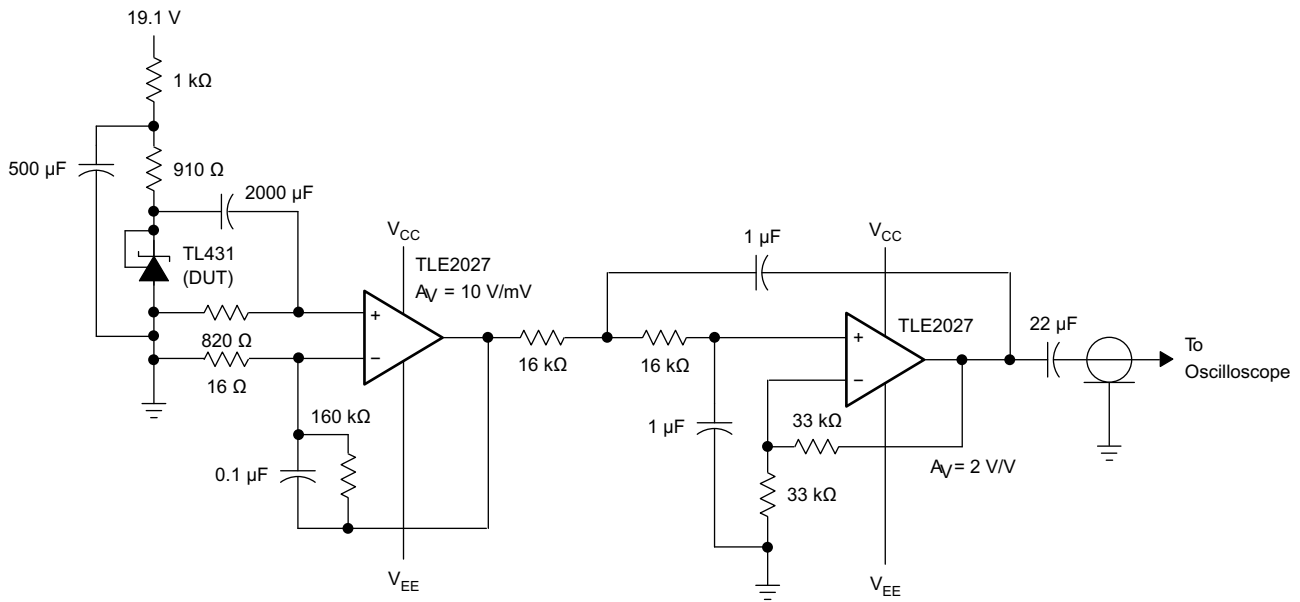 19.1 V
1 kΩ
500 µF
910 Ω
2000 µF
TL431
(DUT)
820 Ω
16 Ω
VCC
TLE2027
AV = 10 V/mV
+
−
160 kΩ
0.1 µF
VEE
16 kΩ
16 kΩ
1 µF
1 µF
VCC
TLE2027
+
−
33 kΩ
33 kΩ
AV = 2 V/V
VEE
22 µF
To
Oscilloscope